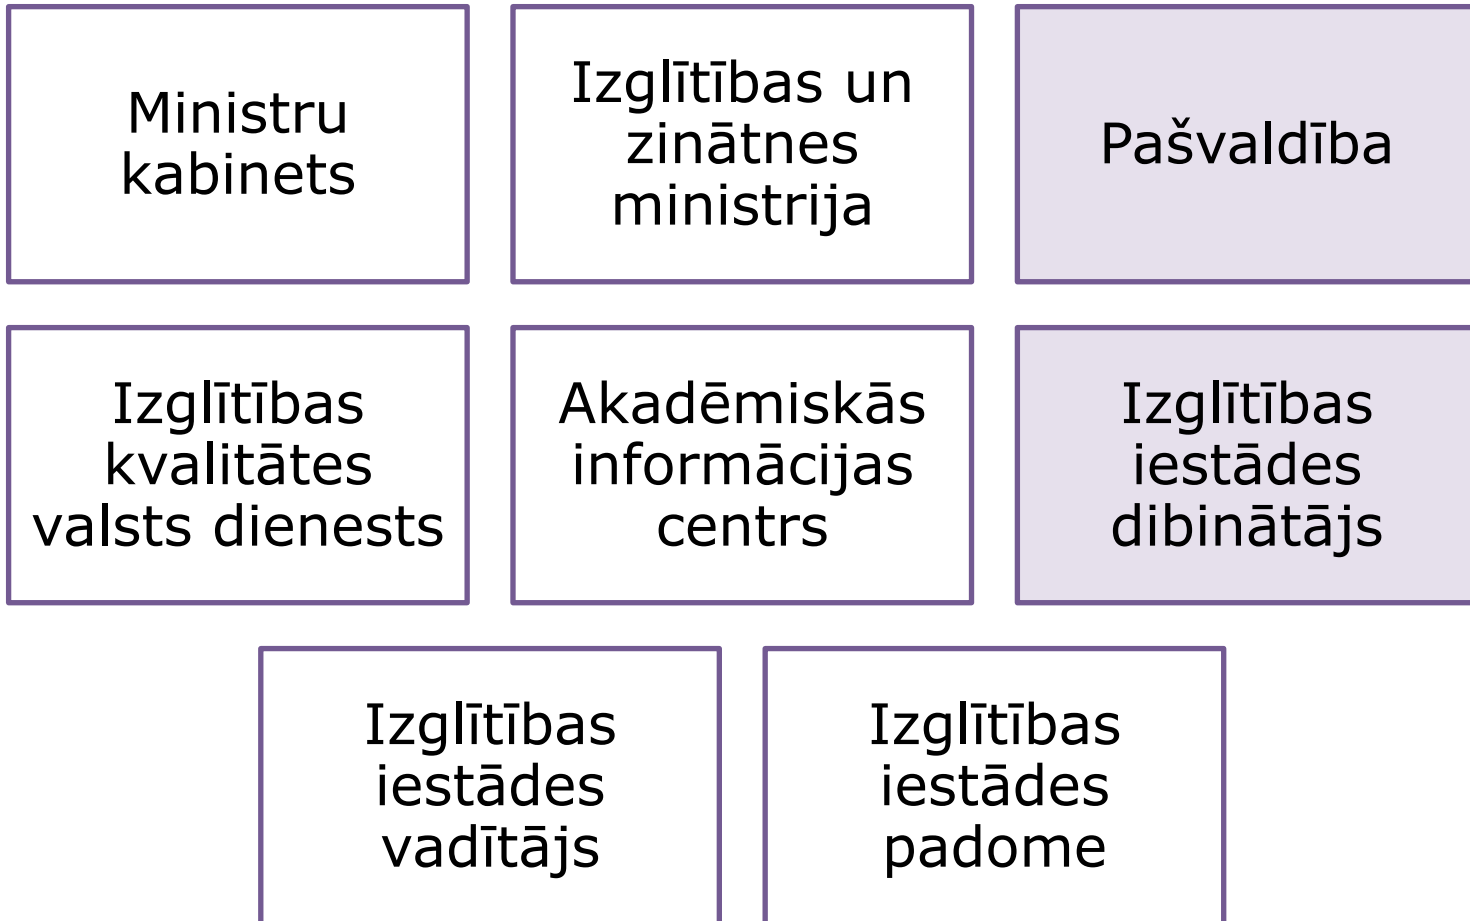 Ministru
kabinets
Izglītības un
zinātnes
ministrija
Pašvaldība
Izglītības
kvalitātes
valsts dienests
Akadēmiskās
informācijas
centrs
Izglītības
iestādes
dibinātājs
Izglītības
iestādes
vadītājs
Izglītības
iestādes
padome